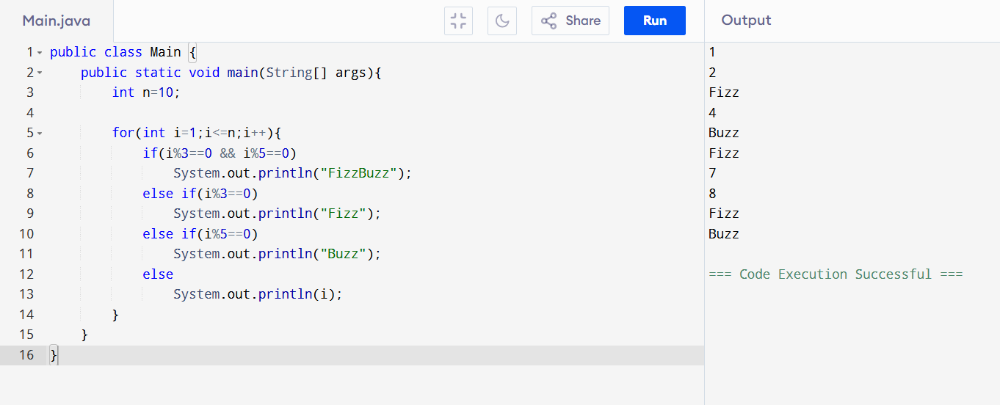 Main.java
Share
Run
Output
1 public class Main {
2     public static void main(String[] args){
3         int n=10;
4
5         for(int i=1;i<=n;i++){
6             if(i%3==0 && i%5==0)
7                 System.out.println("FizzBuzz");
8             else if(i%3==0)
9                 System.out.println("Fizz");
10             else if(i%5==0)
11                 System.out.println("Buzz");
12             else
13                 System.out.println(i);
14         }
15     }
16 }
1
2
Fizz
4
Buzz
Fizz
7
8
Fizz
Buzz
=== Code Execution Successful ===